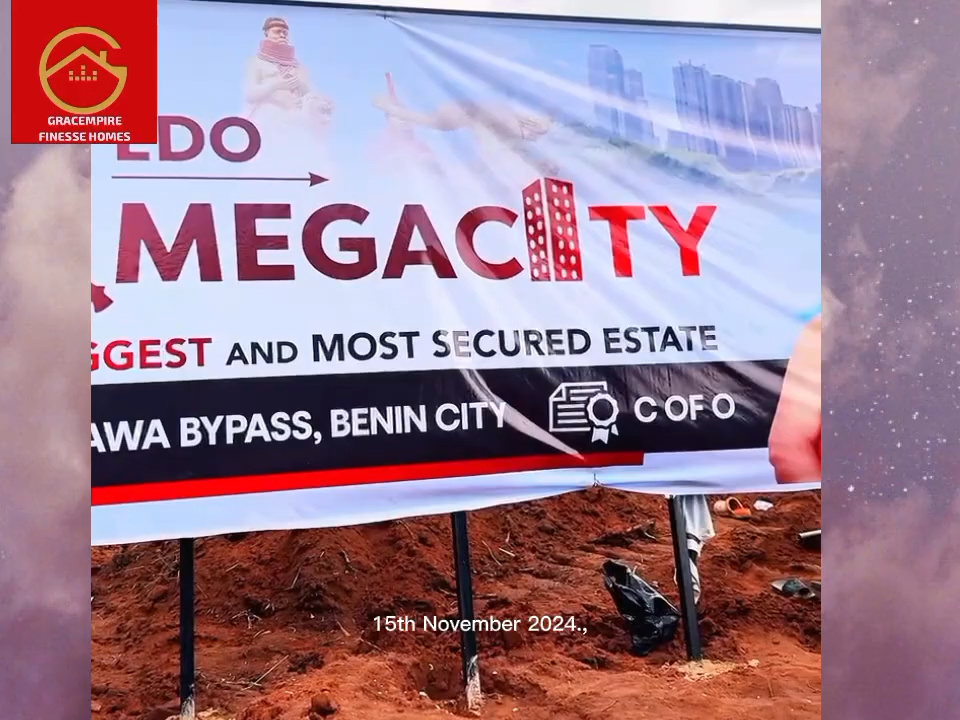 GRACEMPIRE
FINESSE HOMES
EDO
MEGACITY
GGEST AND MOST SECURED ESTATE
AWA BYPASS, BENIN CITY
C OF O
15th November 2024.,